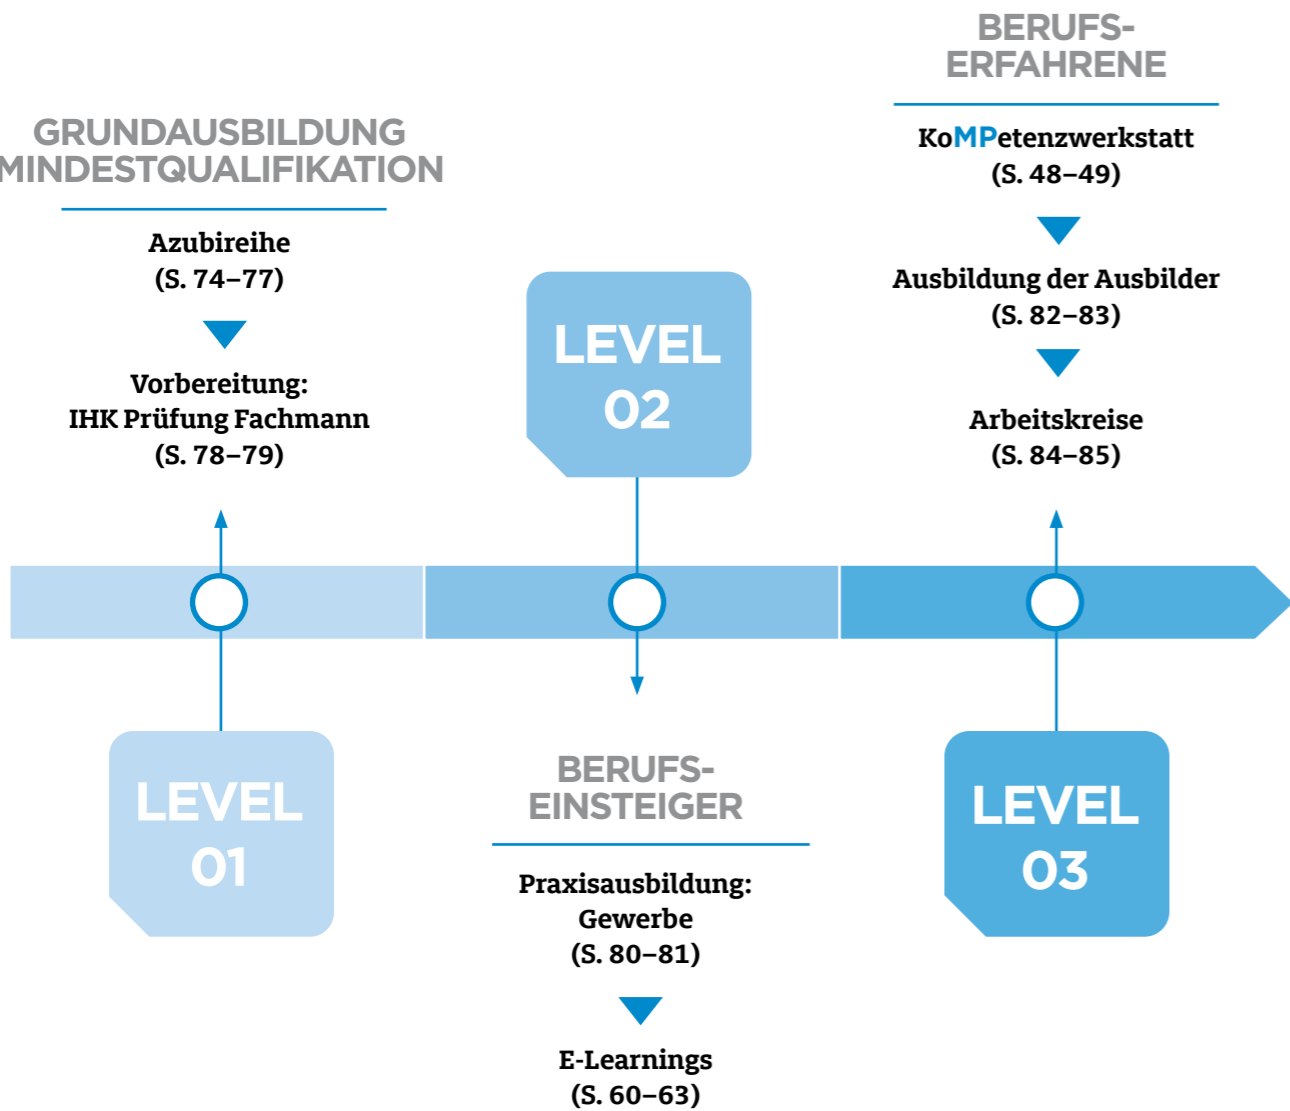 GRUNDAUSBILDUNG
MINDESTQUALIFIKATION
Azubireihe
(S. 74–77)
Vorbereitung:
IHK Prüfung Fachmann
(S. 78–79)
LEVEL
01
LEVEL
02
BERUFS-
EINSTEIGER
Praxisausbildung:
Gewerbe
(S. 80–81)
E-Learnings
(S. 60–63)
BERUFS-
ERFAHRENE
KoMPetenzwerkstatt
(S. 48–49)
Ausbildung der Ausbilder
(S. 82–83)
Arbeitskreise
(S. 84–85)
LEVEL
03